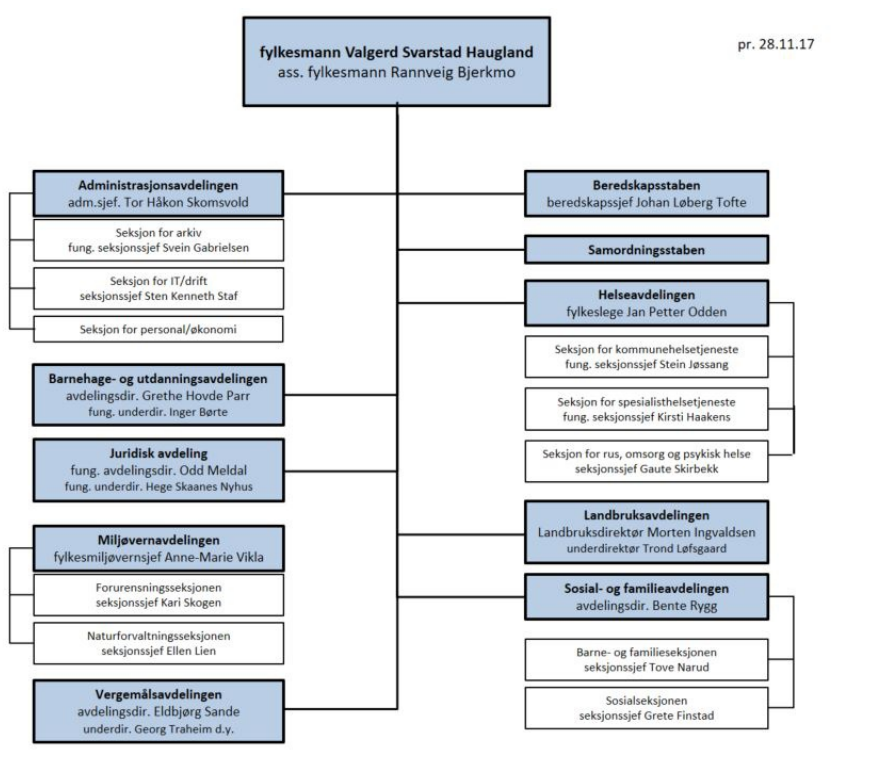 fylkesmann Valgerd Svarstad Haugland
ass. fylkesmann Rannveig Bjerkmo
pr. 28.11.17
Administrasjonsavdelingen
adm.sjef. Tor Håkon Skomsvold
Seksjon for arkiv
fung. seksjonssjef Svein Gabrielsen
Seksjon for IT/drift
seksjonssjef Sten Kenneth Staf
Seksjon for personal/økonomi
Barnehage- og utdanningsavdelingen
avdelingsdir. Grethe Hovde Parr
fung. underdir. Inger Børte
Juridisk avdeling
fung. avdelingsdir. Odd Meldal
fung. underdir. Hege Skaanes Nyhus
Miljøvernavdelingen
fylkesmiljøvernsjef Anne-Marie Vikla
Forurensningsseksjonen
seksjonssjef Kari Skogen
Naturforvaltningsseksjonen
seksjonssjef Ellen Lien
Vergemålsavdelingen
avdelingsdir. Eldbjørg Sande
underdir. Georg Traheim d.y.
Beredskapsstaben
beredskapssjef Johan Løberg Tofte
Samordningsstaben
Helseavdelingen
fylkeslege Jan Petter Odden
Seksjon for kommunehelsetjeneste
fung. seksjonssjef Stein Jøssang
Seksjon for spesialisthelsetjeneste
fung. seksjonssjef Kirsti Haakens
Seksjon for rus, omsorg og psykisk helse
seksjonssjef Gaute Skirbekk
Landbruksavdelingen
Landbruksdirektør Morten Ingvaldsen
underdirektør Trond Løfsgaard
Sosial- og familieavdelingen
avdelingsdir. Bente Rygg
Barne- og familieseksjonen
seksjonssjef Tove Narud
Sosialseksjonen
seksjonssjef Grete Finstad